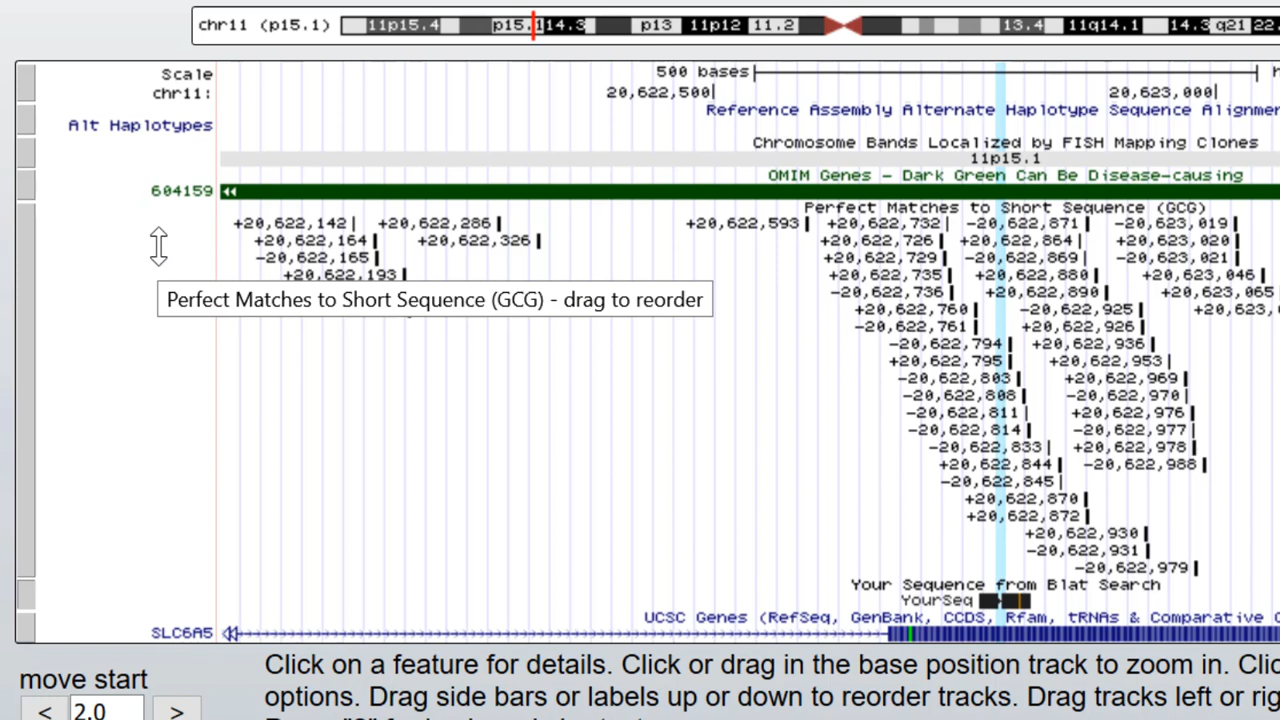 chr11 (p15.1) 11p15.4 p15.1 14.3 p13 11p12 11.2 13.4 11q14.1 14.3 q21 22.
Scale 500 bases
chr11: 20,622,500| 20,623,000|
Reference Assembly Alternate Haplotype Sequence Alignmen
Alt Haplotypes
Chromosome Bands Localized by FISH Mapping Clones
11p15.1
OMIM Genes - Dark Green Can Be Disease-causing
604159
Perfect Matches to Short Sequence (GCG)
+20,622,142 +20,622,286 +20,622,593 +20,622,732 -20,622,871 -20,623,019
+20,622,164 +20,622,326 +20,622,726 +20,622,864 +20,623,020
-20,622,165 +20,622,729 -20,622,869 -20,623,021
+20,622,193 +20,622,735 +20,622,880 +20,623,046
-20,622,736 +20,622,890 +20,623,065
Perfect Matches to Short Sequence (GCG) - drag to reorder
+20,622,760 -20,622,925 +20,623,
-20,622,761 +20,622,926
-20,622,794 +20,622,936
+20,622,795 +20,622,953
-20,622,803 +20,622,969
-20,622,808 -20,622,970
-20,622,811 +20,622,976
-20,622,814 -20,622,977
-20,622,833 +20,622,978
+20,622,844 -20,622,988
-20,622,845
+20,622,870
+20,622,872
+20,622,930
-20,622,931
-20,622,979
Your Sequence from Blat Search
YourSeq
UCSC Genes (RefSeq, GenBank, CCDS, Rfam, tRNAs & Comparative
SLC6A5
move start
< 2.0 >
Click on a feature for details. Click or drag in the base position track to zoom in. Clic
options. Drag side bars or labels up or down to reorder tracks. Drag tracks left or rig